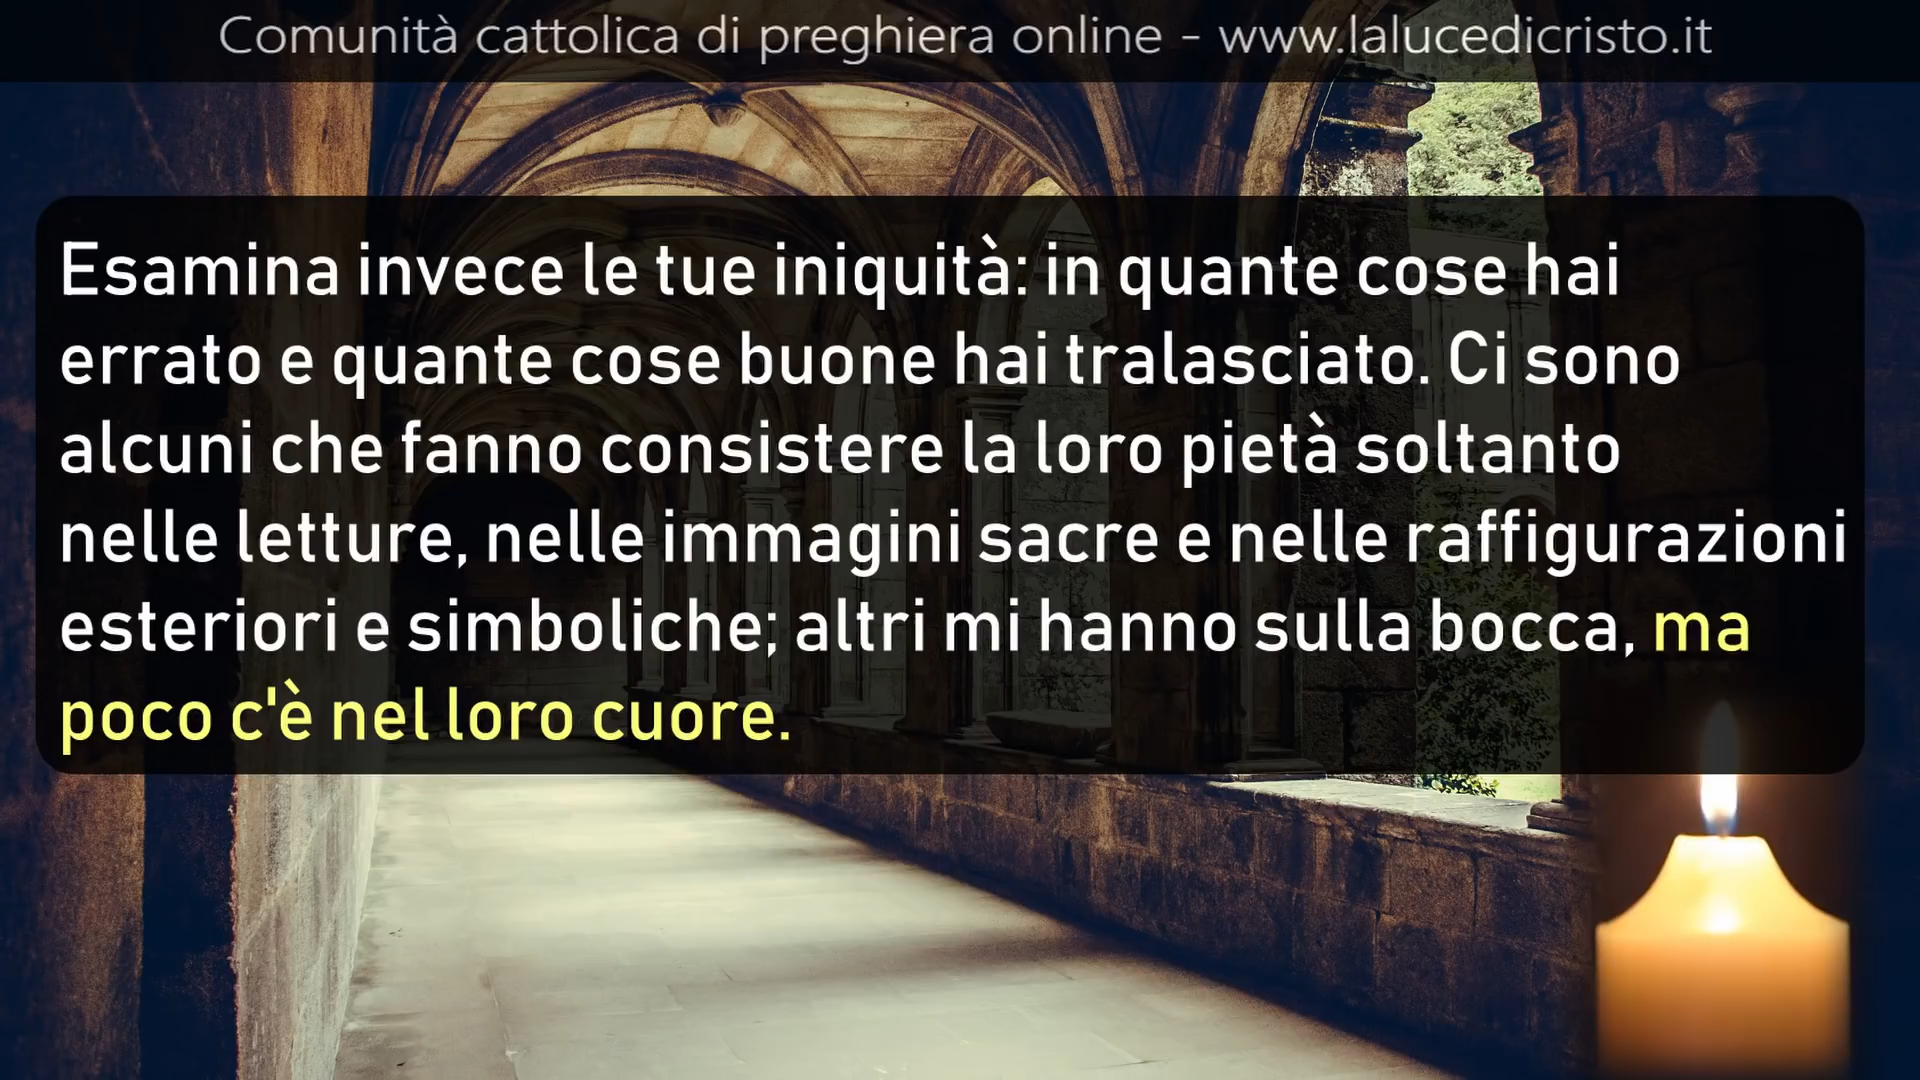 Comunità cattolica di preghiera online - www.lalucedicristo.it
Esamina invece le tue iniquità: in quante cose hai
errato e quante cose buone hai tralasciato. Ci sono
alcuni che fanno consistere la loro pietà soltanto
nelle letture, nelle immagini sacre e nelle raffigurazioni
esteriori e simboliche; altri mi hanno sulla bocca, ma
poco c'è nel loro cuore.